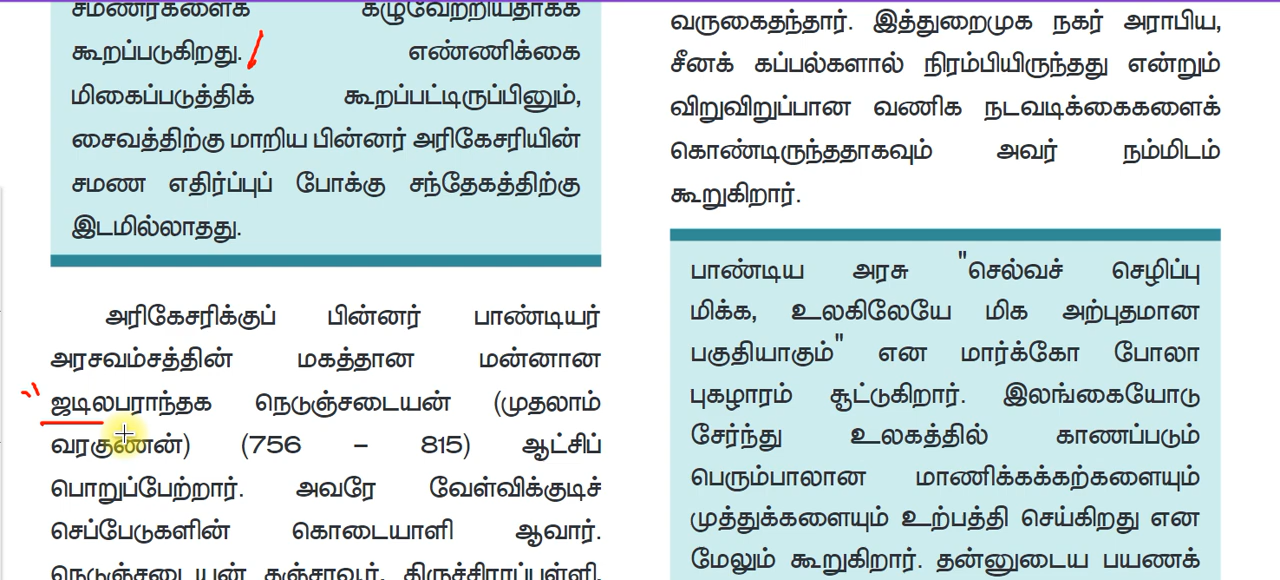 சமணர்களைக் கழுவேற்றியதாகக்
கூறப்படுகிறது. எண்ணிக்கை
மிகைப்படுத்திக் கூறப்பட்டிருப்பினும்,
சைவத்திற்கு மாறிய பின்னர் அரிகேசரியின்
சமண எதிர்ப்புப் போக்கு சந்தேகத்திற்கு
இடமில்லாதது.
அரிகேசரிக்குப் பின்னர் பாண்டியர்
அரசவம்சத்தின் மகத்தான மன்னான
ஜடிலபராந்தக நெடுஞ்சடையன் (முதலாம்
வரகுணன்) (756 – 815) ஆட்சிப்
பொறுப்பேற்றார். அவரே வேள்விக்குடிச்
செப்பேடுகளின் கொடையாளி ஆவார்.
நெடுஞ்சடையன் தஞ்சாவூர், திருச்சிராப்பள்ளி,
வருகைதந்தார். இத்துறைமுக நகர் அராபிய,
சீனக் கப்பல்களால் நிரம்பியிருந்தது என்றும்
விறுவிறுப்பான வணிக நடவடிக்கைகளைக்
கொண்டிருந்ததாகவும் அவர் நம்மிடம்
கூறுகிறார்.
பாண்டிய அரசு "செல்வச் செழிப்பு
மிக்க, உலகிலேயே மிக அற்புதமான
பகுதியாகும்" என மார்க்கோ போலா
புகழாரம் சூட்டுகிறார். இலங்கையோடு
சேர்ந்து உலகத்தில் காணப்படும்
பெரும்பாலான மாணிக்கக்கற்களையும்
முத்துக்களையும் உற்பத்தி செய்கிறது என
மேலும் கூறுகிறார். தன்னுடைய பயணக்